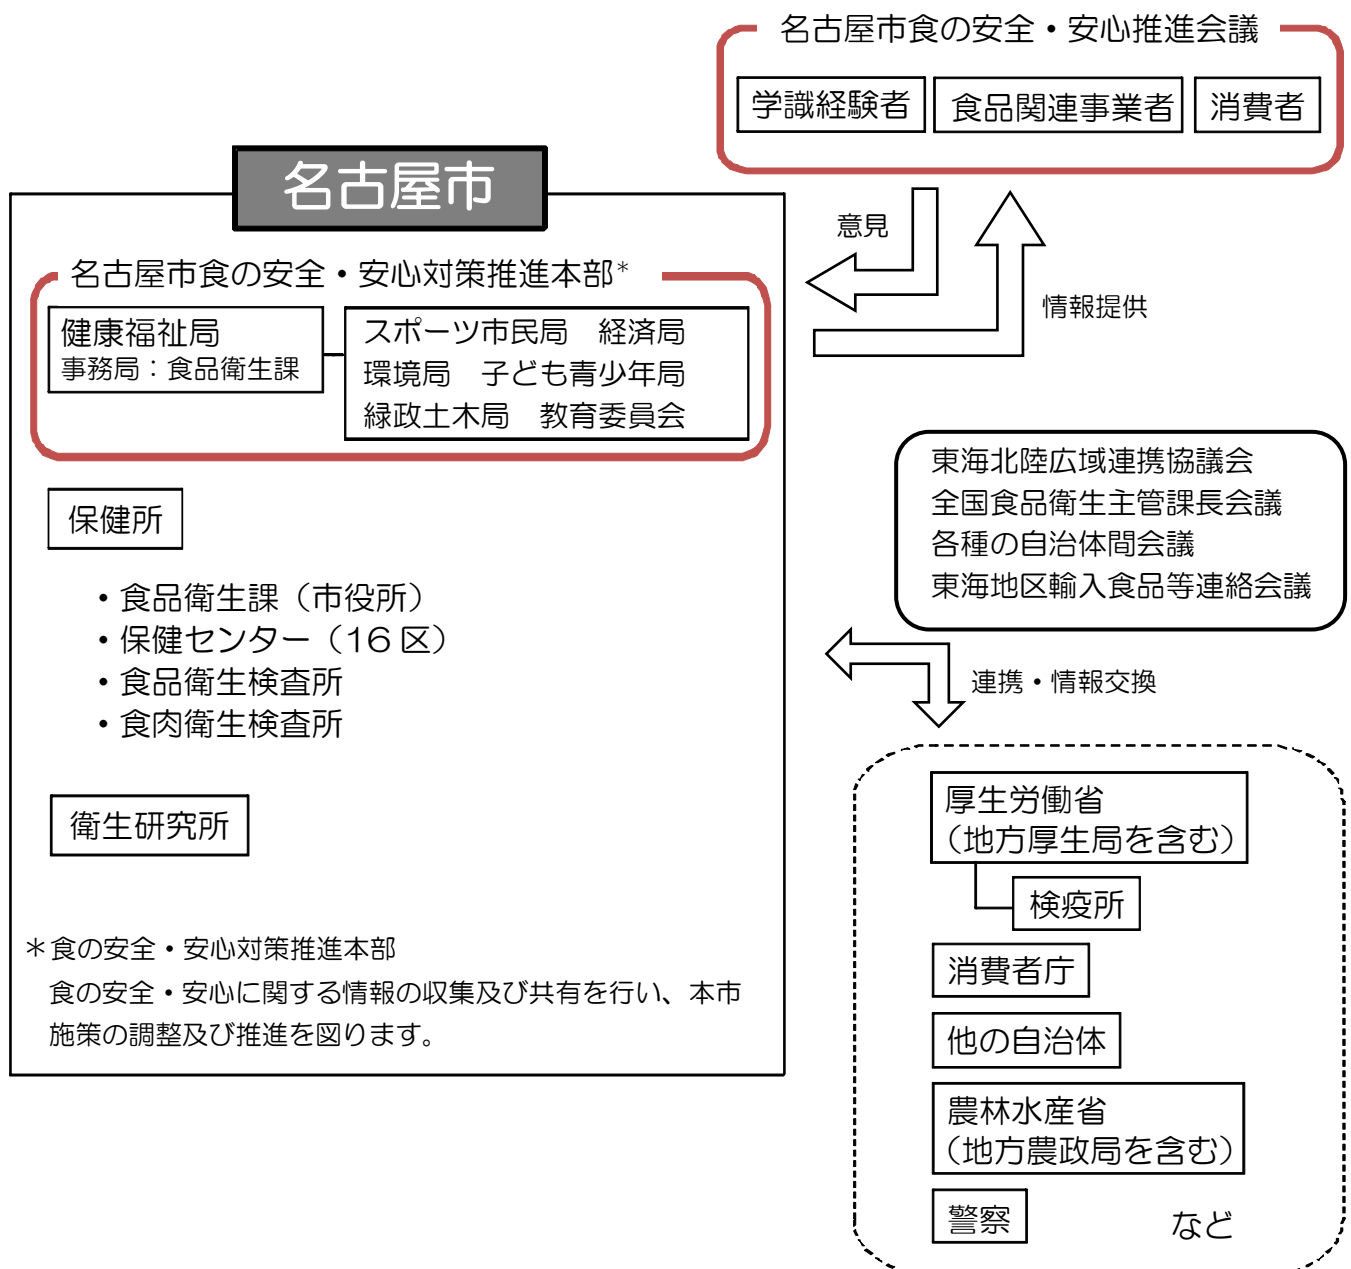 名古屋市食の安全・安心推進会議
学識経験者
食品関連事業者
消費者
名古屋市
意見
情報提供
名古屋市食の安全・安心対策推進本部*
健康福祉局
事務局：食品衛生課
スポーツ市民局　経済局
環境局　子ども青少年局
緑政土木局　教育委員会
保健所
・食品衛生課（市役所）
・保健センター（16区）
・食品衛生検査所
・食肉衛生検査所
衛生研究所
＊食の安全・安心対策推進本部
食の安全・安心に関する情報の収集及び共有を行い、本市
施策の調整及び推進を図ります。
東海北陸広域連携協議会
全国食品衛生主管課長会議
各種の自治体間会議
東海地区輸入食品等連絡会議
連携・情報交換
厚生労働省
（地方厚生局を含む）
検疫所
消費者庁
他の自治体
農林水産省
（地方農政局を含む）
警察
など